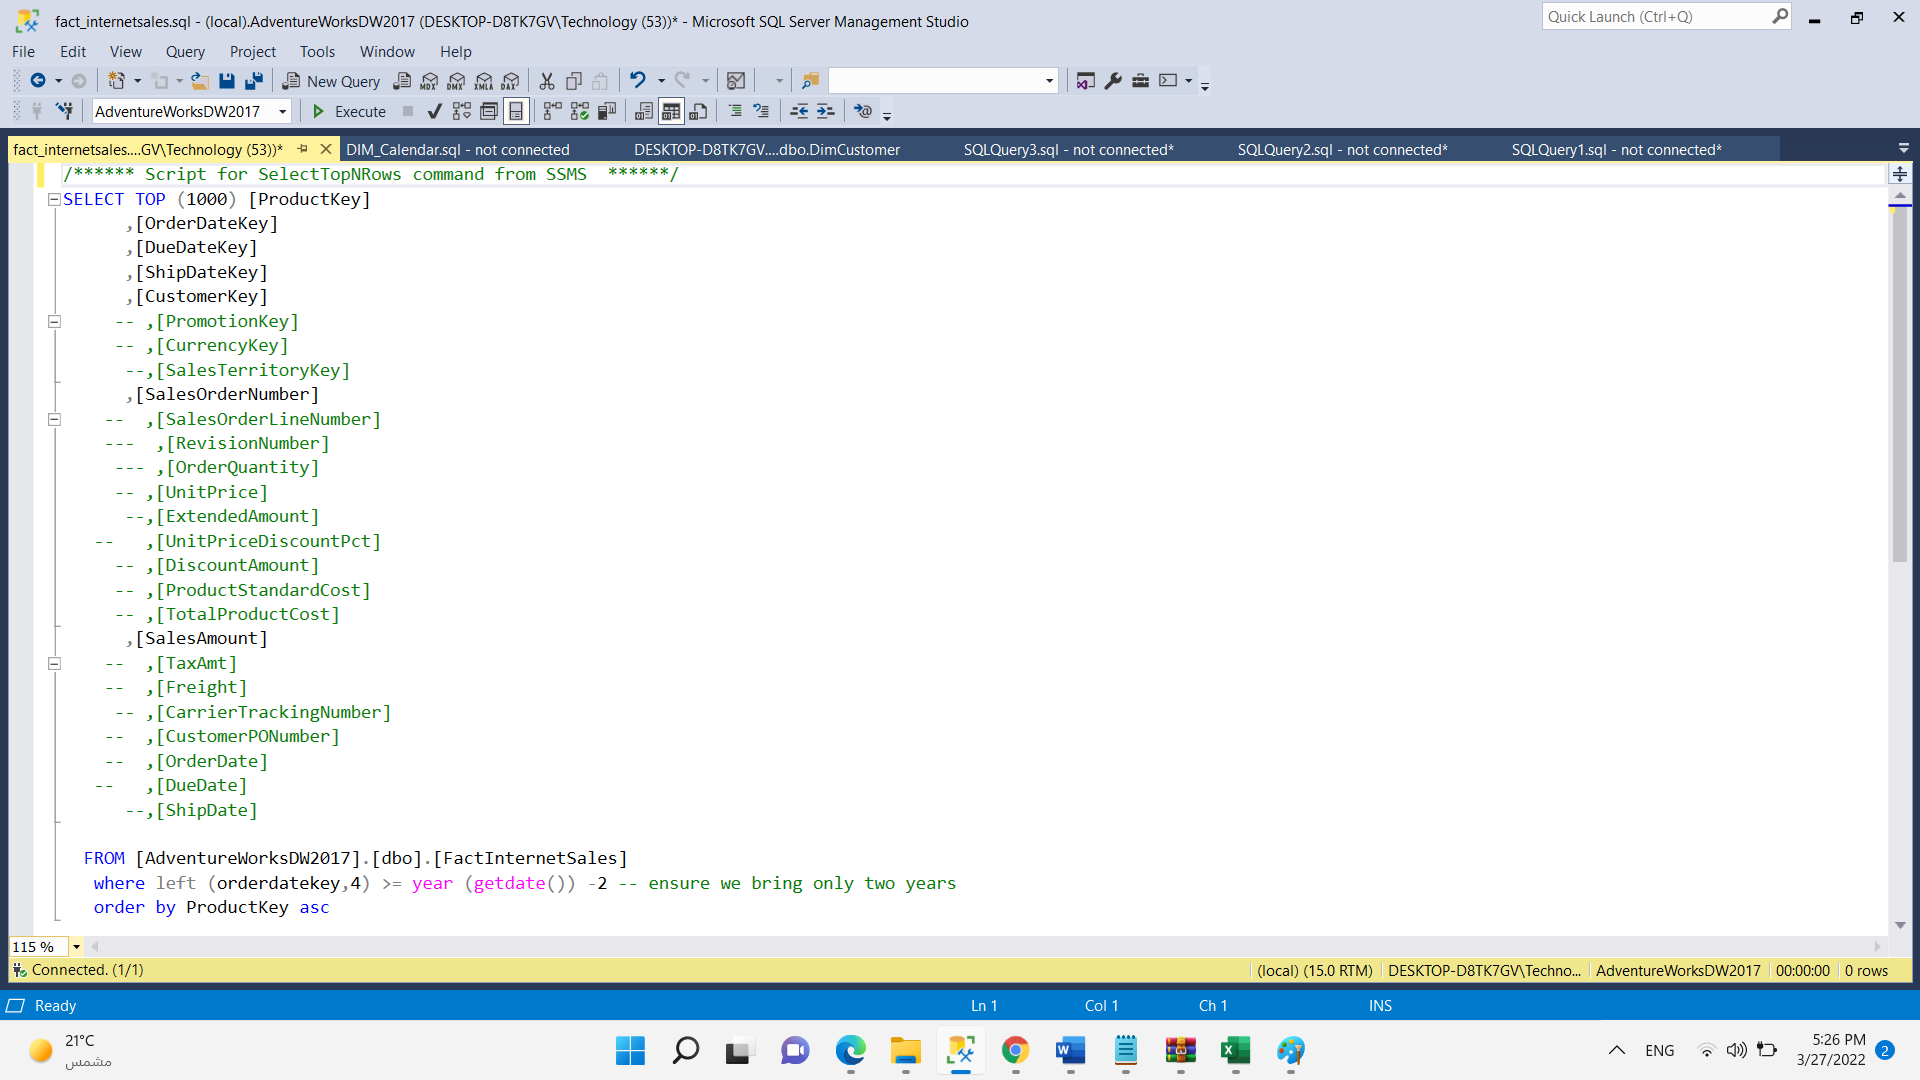 fact_internetsales.sql - (local).AdventureWorksDW2017 (DESKTOP-D8TK7GV\Technology (53))* - Microsoft SQL Server Management Studio
Quick Launch (Ctrl+Q)
File Edit View Query Project Tools Window Help
New Query MDX DMX XMLA DAX
AdventureWorksDW2017 Execute
fact_internetsales....GV\Technology (53))* DIM_Calendar.sql - not connected DESKTOP-D8TK7GV....dbo.DimCustomer SQLQuery3.sql - not connected* SQLQuery2.sql - not connected* SQLQuery1.sql - not connected*
/****** Script for SelectTopNRows command from SSMS  ******/
SELECT TOP (1000) [ProductKey]
,[OrderDateKey]
,[DueDateKey]
,[ShipDateKey]
,[CustomerKey]
-- ,[PromotionKey]
-- ,[CurrencyKey]
--,[SalesTerritoryKey]
,[SalesOrderNumber]
--  ,[SalesOrderLineNumber]
---  ,[RevisionNumber]
--- ,[OrderQuantity]
-- ,[UnitPrice]
--,[ExtendedAmount]
--   ,[UnitPriceDiscountPct]
-- ,[DiscountAmount]
-- ,[ProductStandardCost]
-- ,[TotalProductCost]
,[SalesAmount]
--  ,[TaxAmt]
--  ,[Freight]
-- ,[CarrierTrackingNumber]
--  ,[CustomerPONumber]
--  ,[OrderDate]
--   ,[DueDate]
--,[ShipDate]
FROM [AdventureWorksDW2017].[dbo].[FactInternetSales]
where left (orderdatekey,4) >= year (getdate()) -2 -- ensure we bring only two years
order by ProductKey asc
115 %
Connected. (1/1) (local) (15.0 RTM) DESKTOP-D8TK7GV\Techno... AdventureWorksDW2017 00:00:00 0 rows
Ready Ln 1 Col 1 Ch 1 INS
21°C
مشمس
ENG
5:26 PM
3/27/2022
2